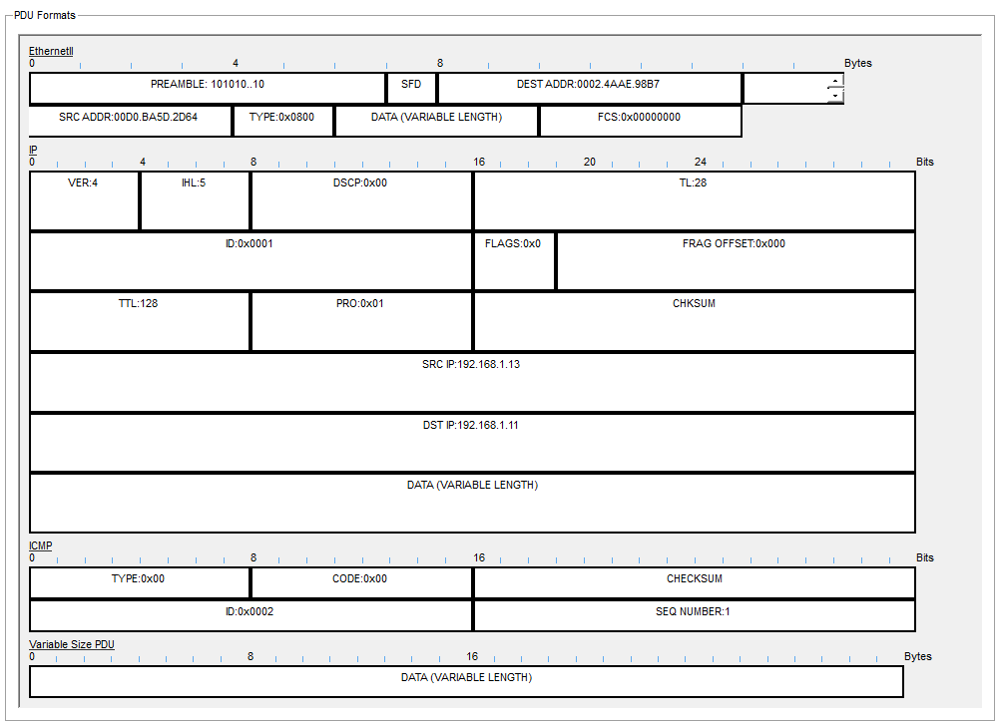 PDU Formats
EthernetII
0 4 8 Bytes
PREAMBLE: 101010..10 SFD DEST ADDR:0002.4AAE.98B7
SRC ADDR:00D0.BA5D.2D64 TYPE:0x0800 DATA (VARIABLE LENGTH) FCS:0x00000000
IP
0 4 8 16 20 24 Bits
VER:4 IHL:5 DSCP:0x00 TL:28
ID:0x0001 FLAGS:0x0 FRAG OFFSET:0x000
TTL:128 PRO:0x01 CHKSUM
SRC IP:192.168.1.13
DST IP:192.168.1.11
DATA (VARIABLE LENGTH)
ICMP
0 8 16 Bits
TYPE:0x00 CODE:0x00 CHECKSUM
ID:0x0002 SEQ NUMBER:1
Variable Size PDU
0 8 16 Bytes
DATA (VARIABLE LENGTH)